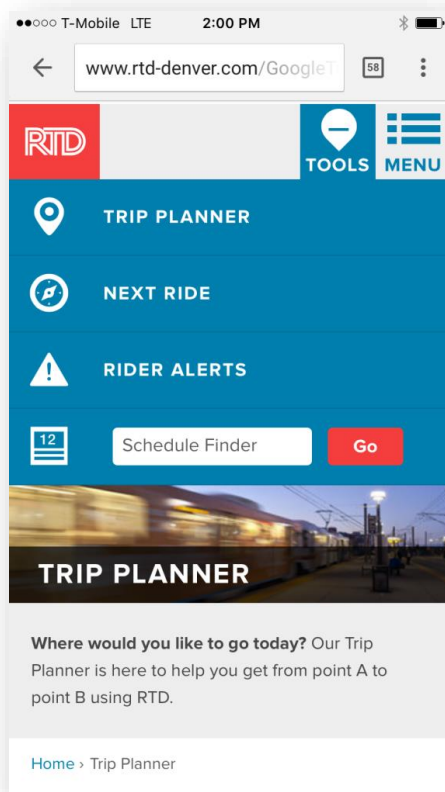 T-Mobile LTE 2:00 PM
www.rtd-denver.com/GoogleT 58
RTD
TOOLS MENU
TRIP PLANNER
NEXT RIDE
RIDER ALERTS
12 Schedule Finder Go
TRIP PLANNER
Where would you like to go today? Our Trip
Planner is here to help you get from point A to
point B using RTD.
Home › Trip Planner